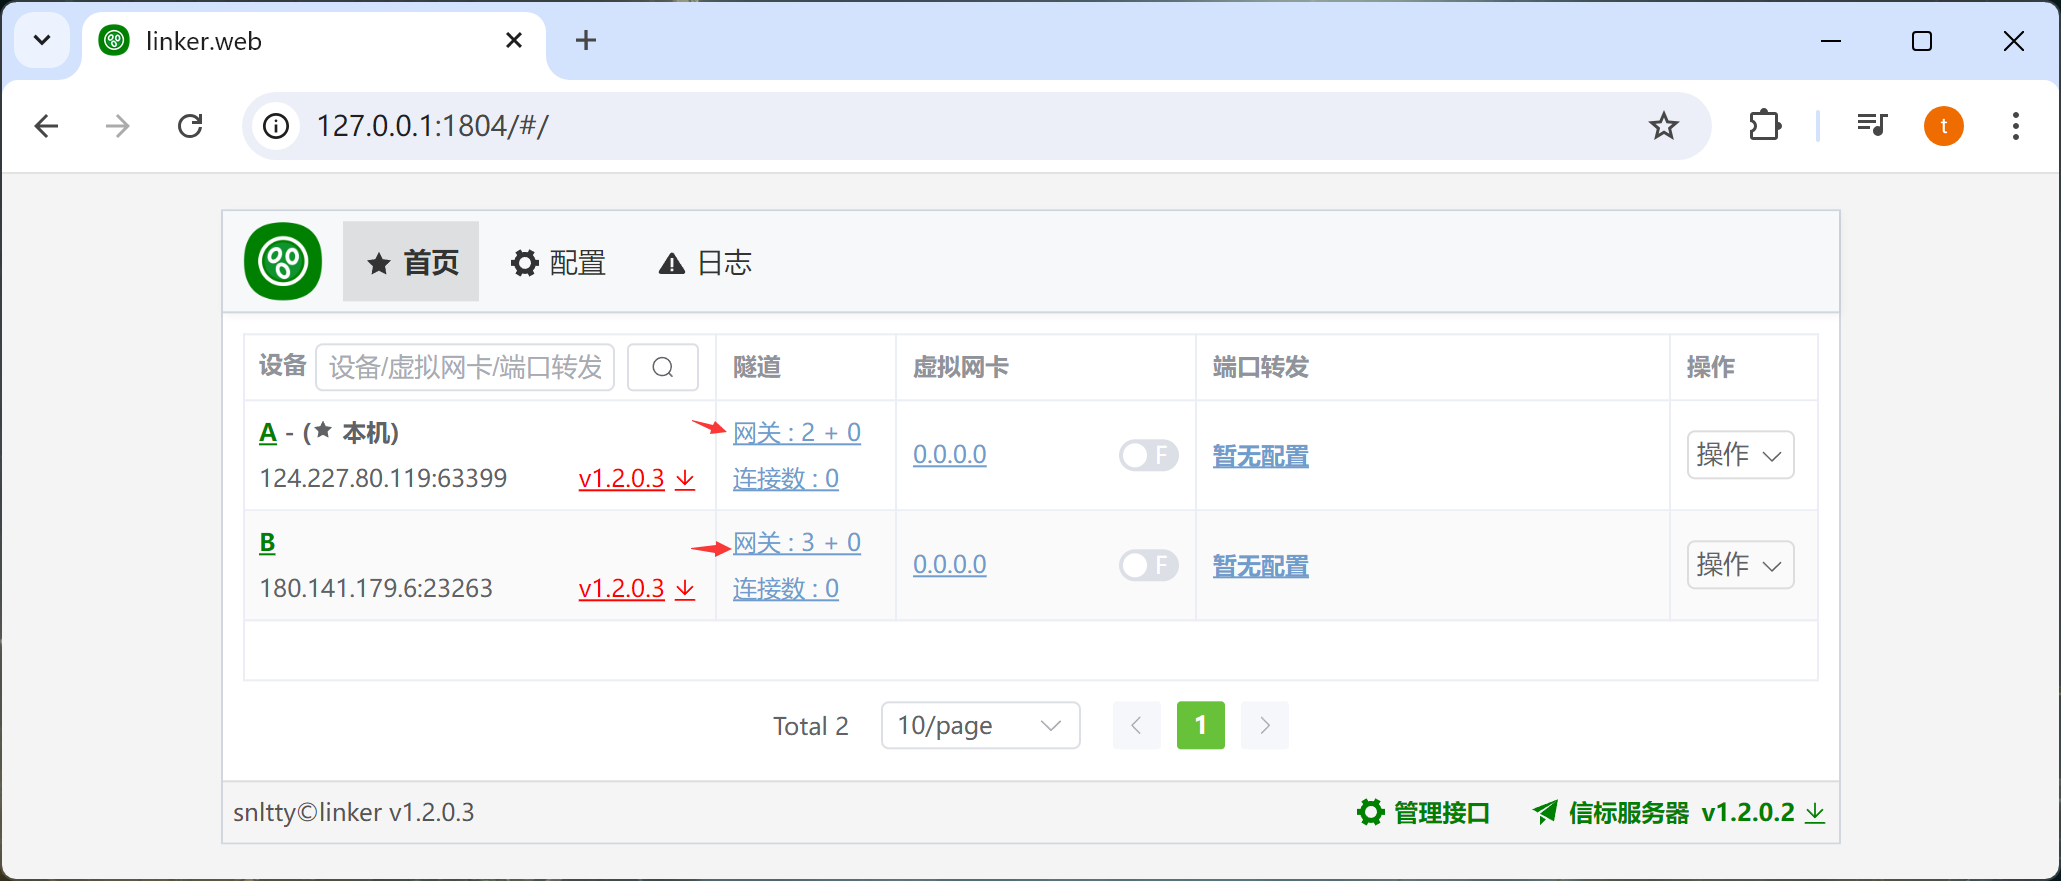 linker.web
127.0.0.1:1804/#/
t
首页 配置 日志
设备 设备/虚拟网卡/端口转发 隧道 虚拟网卡 端口转发 操作
A - (★ 本机) 网关 : 2 + 0
0.0.0.0 F 暂无配置 操作
124.227.80.119:63399 v1.2.0.3 连接数 : 0
B 网关 : 3 + 0
0.0.0.0 F 暂无配置 操作
180.141.179.6:23263 v1.2.0.3 连接数 : 0
Total 2 10/page 1
snltty©linker v1.2.0.3 管理接口 信标服务器 v1.2.0.2